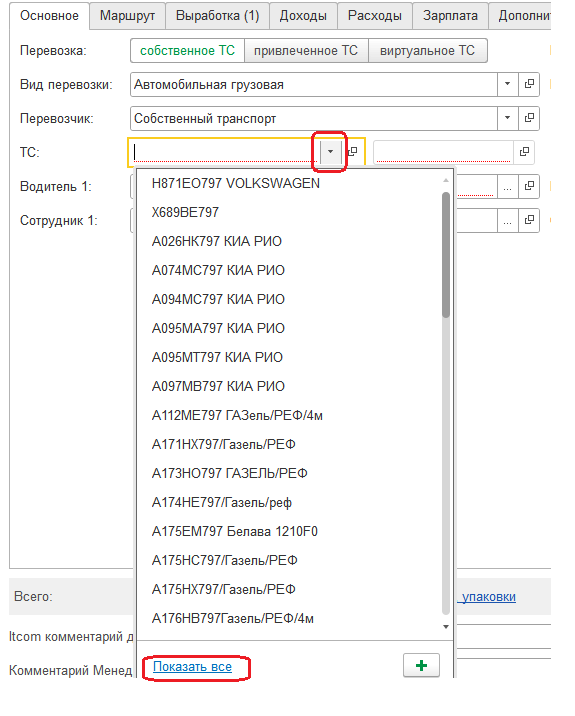 Основное Маршрут Выработка (1) Доходы Расходы Зарплата Дополни
Перевозка: собственное ТС привлеченное ТС виртуальное ТС
Вид перевозки: Автомобильная грузовая
Перевозчик: Собственный транспорт
ТС:
Водитель 1: ...
Сотрудник 1: ...
Н871ЕО797 VOLKSWAGEN
Х689ВЕ797
А026НК797 КИА РИО
А074МС797 КИА РИО
А094МС797 КИА РИО
А095МА797 КИА РИО
А095МТ797 КИА РИО
А097МВ797 КИА РИО
А112МЕ797 ГАЗель/РЕФ/4м
А171НХ797/Газель/РЕФ
А173НО797 ГАЗЕЛЬ/РЕФ
А174НЕ797/Газель/реф
А175ЕМ797 Белава 1210F0
А175НС797/Газель/РЕФ
А175НХ797/Газель/РЕФ
А176НВ797Газель/РЕФ/4м
Показать все
Всего: упаковки
Itcom комментарий д
Комментарий Менед